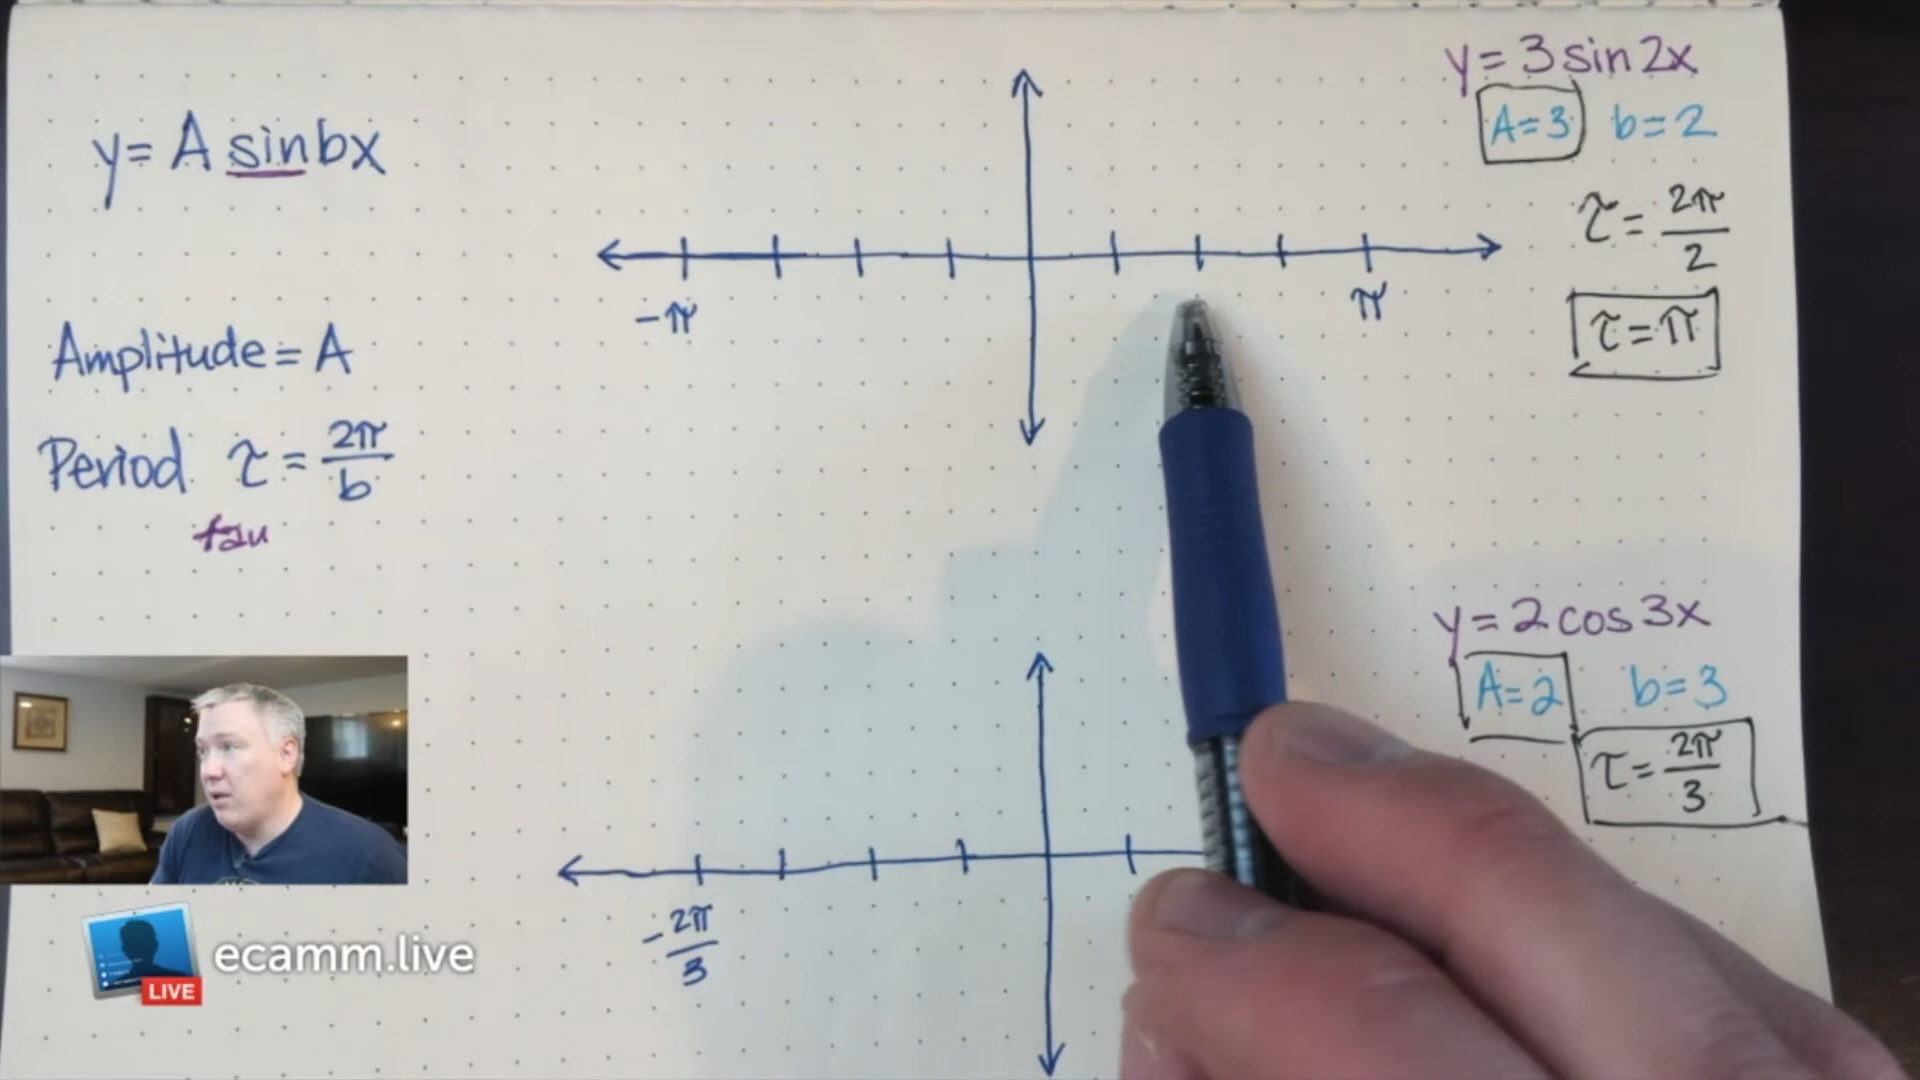 y = A sin bx
Amplitude = A
Period τ = 2π/b
tau
-π
π
y = 3 sin 2x
A = 3 b = 2
τ = 2π/2
τ = π
y = 2 cos 3x
A = 2 b = 3
τ = 2π/3
-2π/3
ecamm.live
LIVE